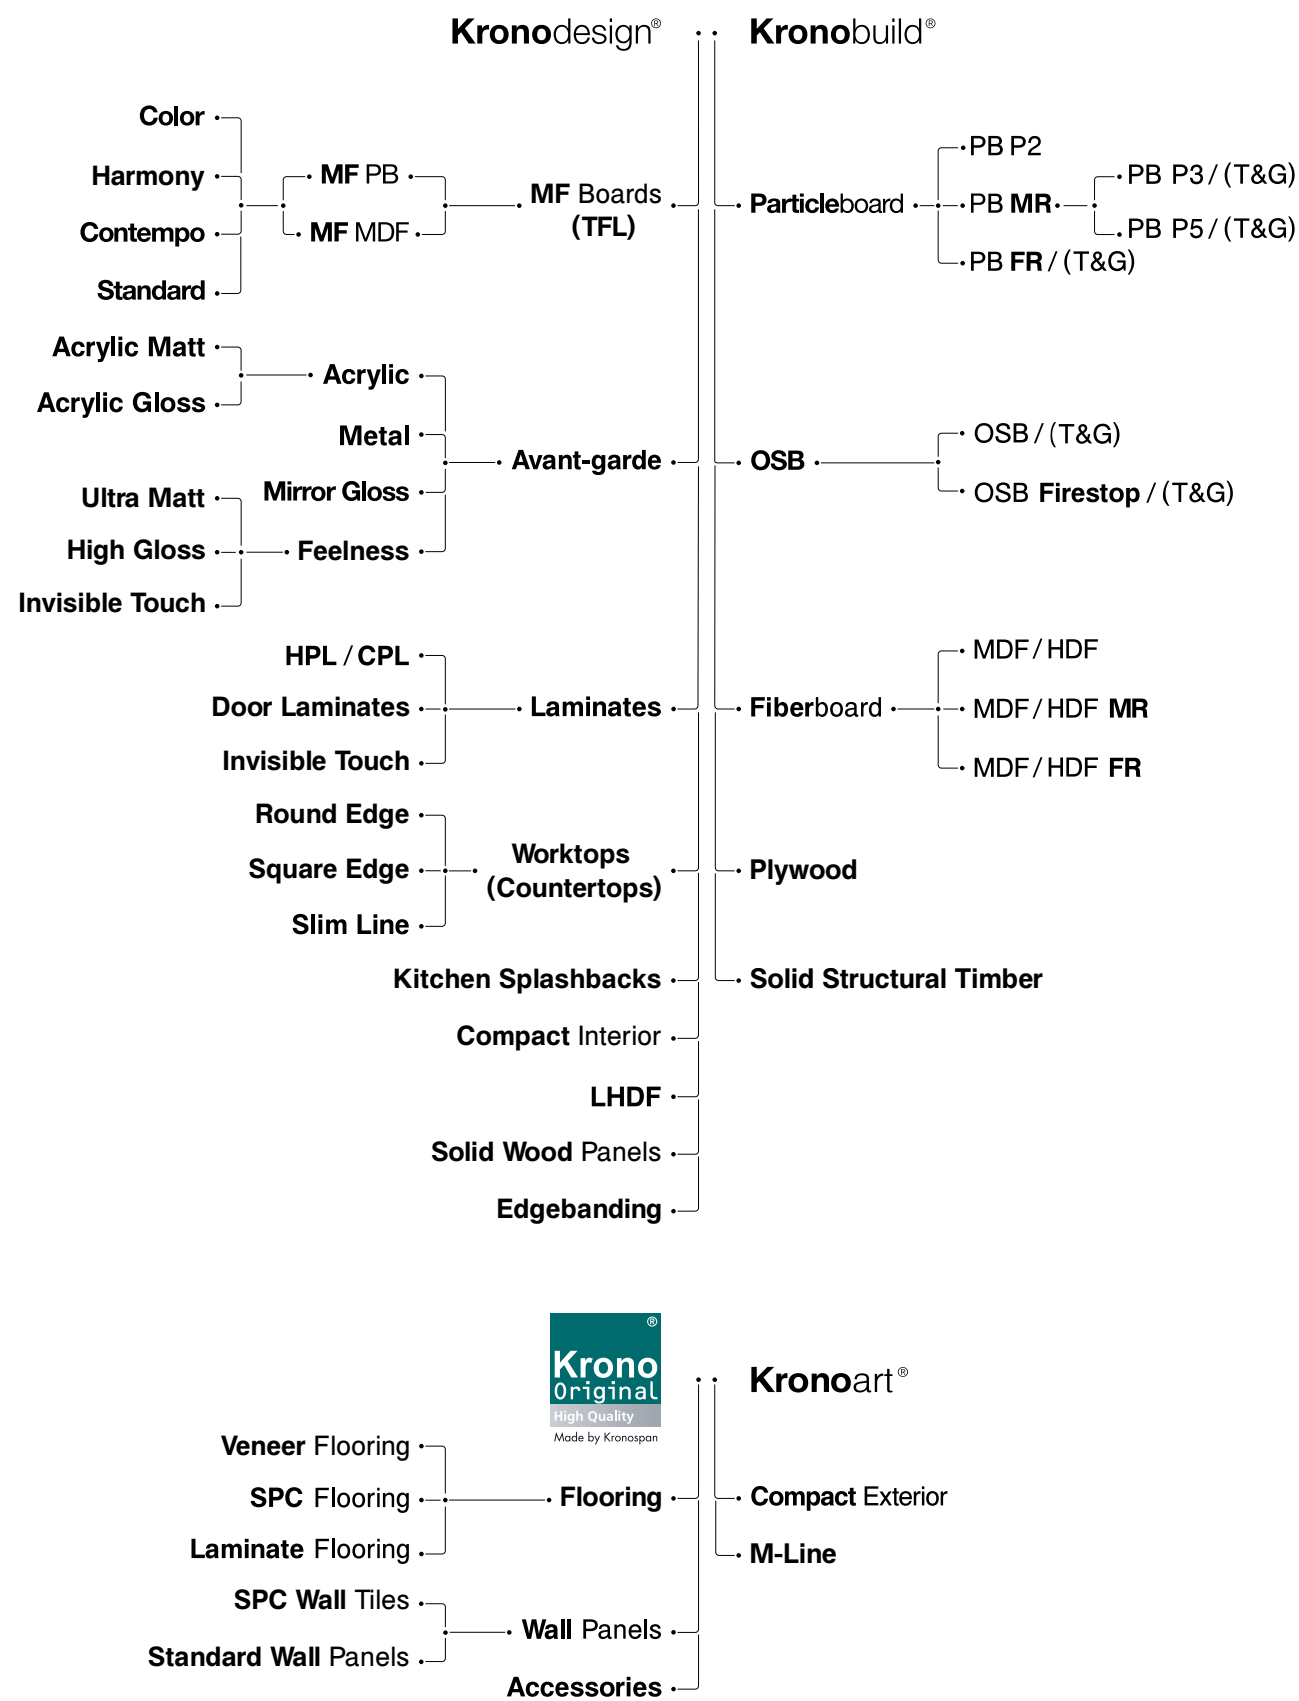 Kronodesign®
Color
Harmony
Contempo
Standard
MF PB
MF MDF
MF Boards
(TFL)
Acrylic Matt
Acrylic Gloss
Acrylic
Metal
Mirror Gloss
Ultra Matt
High Gloss
Invisible Touch
Feelness
Avant-garde
HPL / CPL
Door Laminates
Invisible Touch
Laminates
Round Edge
Square Edge
Slim Line
Worktops
(Countertops)
Kitchen Splashbacks
Compact Interior
LHDF
Solid Wood Panels
Edgebanding
Kronobuild®
Particleboard
PB P2
PB MR
PB P3 / (T&G)
PB P5 / (T&G)
PB FR / (T&G)
OSB
OSB / (T&G)
OSB Firestop / (T&G)
Fiberboard
MDF / HDF
MDF / HDF MR
MDF / HDF FR
Plywood
Solid Structural Timber
®
Krono
Original
High Quality
Made by Kronospan
Veneer Flooring
SPC Flooring
Laminate Flooring
Flooring
SPC Wall Tiles
Standard Wall Panels
Wall Panels
Accessories
Kronoart®
Compact Exterior
M-Line